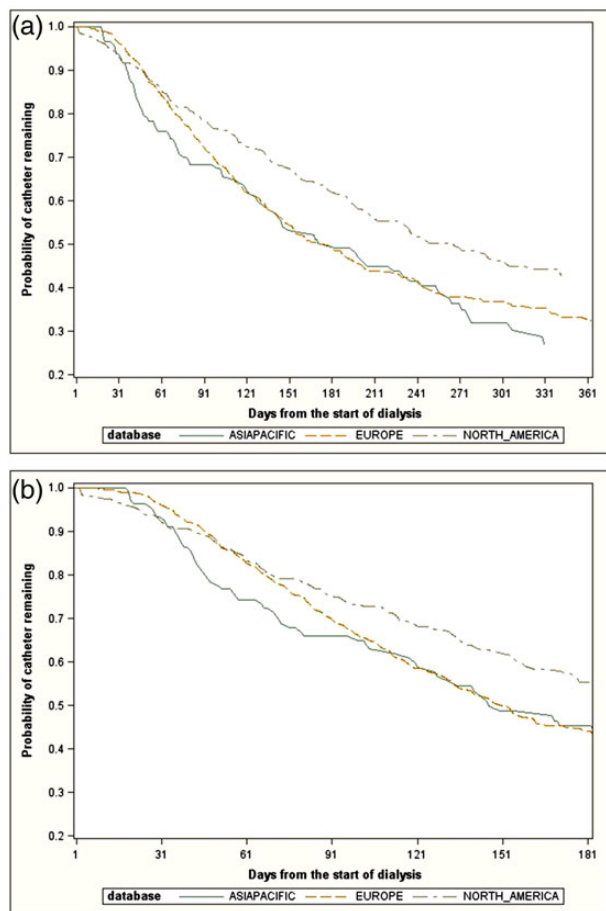 (a)
Probability of catheter remaining
1.0
0.9
0.8
0.7
0.6
0.5
0.4
0.3
0.2
1 31 61 91 121 151 181 211 241 271 301 331 361
Days from the start of dialysis
database ASIAPACIFIC EUROPE NORTH_AMERICA
(b)
Probability of catheter remaining
1.0
0.9
0.8
0.7
0.6
0.5
0.4
0.3
0.2
1 31 61 91 121 151 181
Days from the start of dialysis
database ASIAPACIFIC EUROPE NORTH_AMERICA